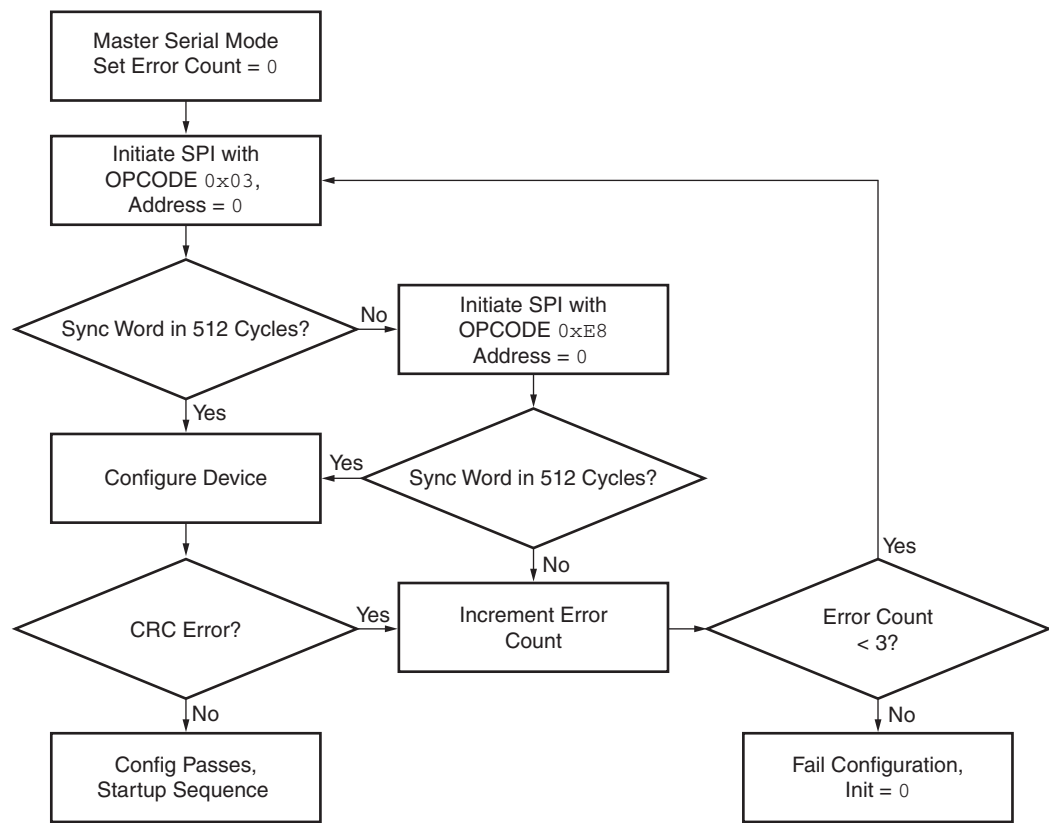 Master Serial Mode
Set Error Count = 0
Initiate SPI with
OPCODE 0x03,
Address = 0
Sync Word in 512 Cycles?
No
Initiate SPI with
OPCODE 0xE8
Address = 0
Yes
Configure Device
Yes
Sync Word in 512 Cycles?
No
CRC Error?
Yes
Increment Error
Count
Yes
Error Count
< 3?
No
Config Passes,
Startup Sequence
No
Fail Configuration,
Init = 0